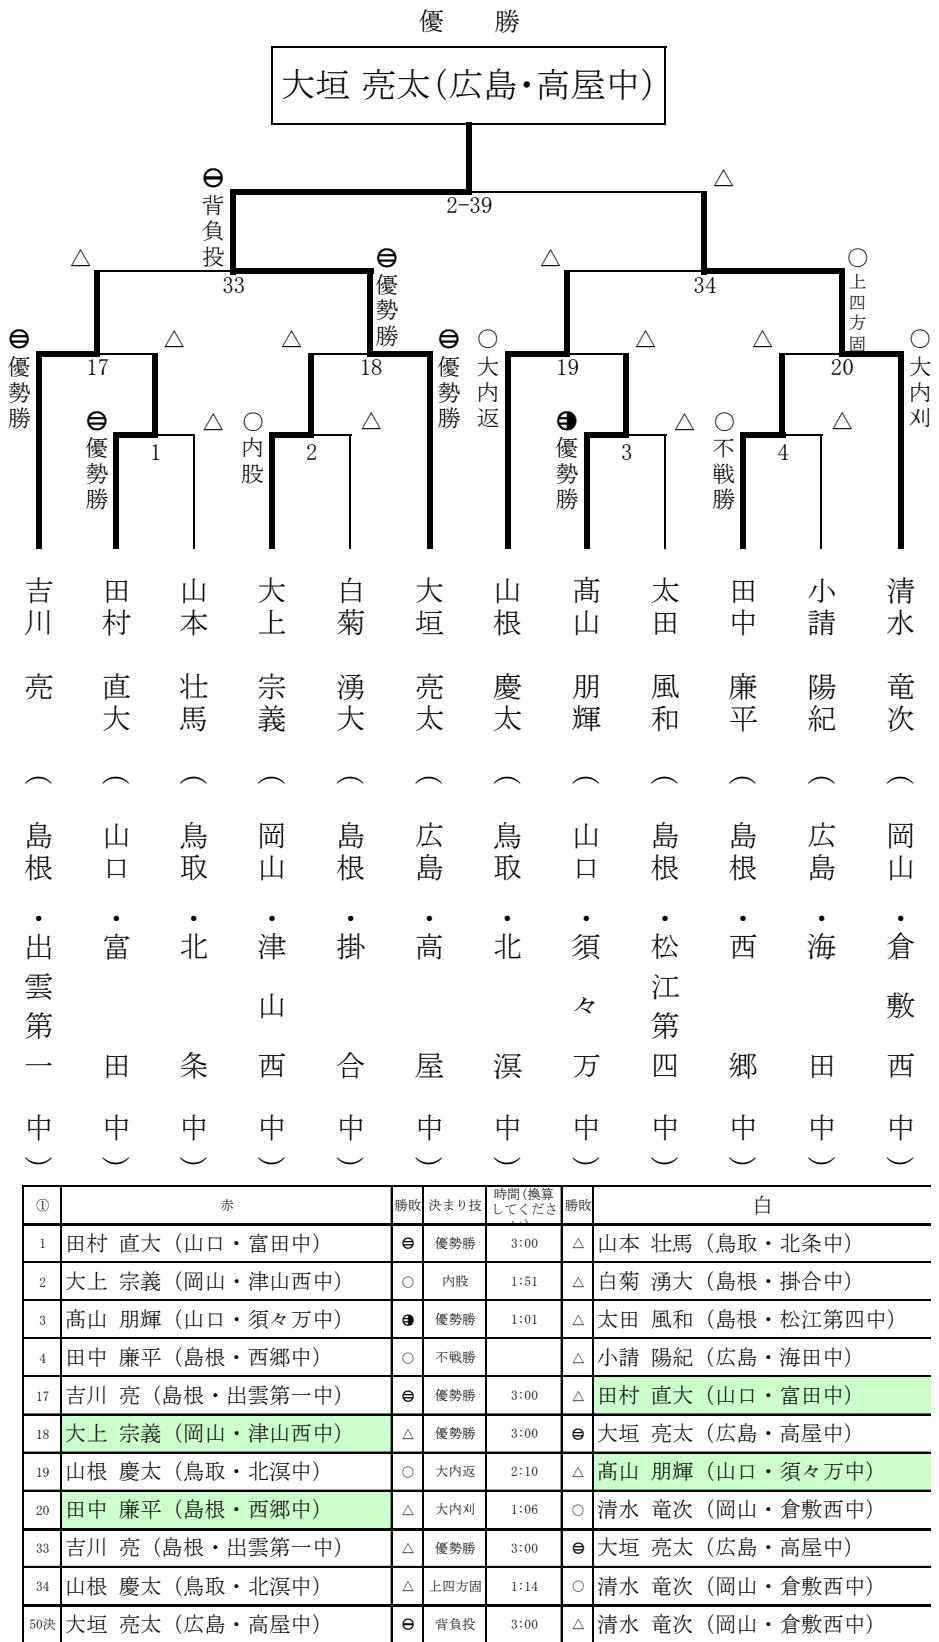 優　勝
大垣 亮太(広島・高屋中)
⊖ 背負投
△
2-39
△
33
優勢勝
△
34
○ 上四方固
優勢勝
17
△
△
18
優勢勝
○ 大内返
19
△
△
20
○ 大内刈
優勢勝
1
△
○ 内股
2
△
優勢勝
3
△
○ 不戦勝
4
△
吉川 亮 (島根・出雲第一中)
田村 直大 (山口・富田中)
山本 壮馬 (鳥取・北条中)
大上 宗義 (岡山・津山西中)
白菊 湧大 (島根・掛合中)
大垣 亮太 (広島・高屋中)
山根 慶太 (鳥取・北溟中)
髙山 朋輝 (山口・須々万中)
太田 風和 (島根・松江第四中)
田中 廉平 (島根・西郷中)
小請 陽紀 (広島・海田中)
清水 竜次 (岡山・倉敷西中)
① 赤 勝敗 決まり技 時間(換算してくださ 勝敗 白
1 田村 直大 (山口・富田中) 優勢勝 3:00 △ 山本 壮馬 (鳥取・北条中)
2 大上 宗義 (岡山・津山西中) ○ 内股 1:51 △ 白菊 湧大 (島根・掛合中)
3 髙山 朋輝 (山口・須々万中) 優勢勝 1:01 △ 太田 風和 (島根・松江第四中)
4 田中 廉平 (島根・西郷中) ○ 不戦勝 △ 小請 陽紀 (広島・海田中)
17 吉川 亮 (島根・出雲第一中) 優勢勝 3:00 △ 田村 直大 (山口・富田中)
18 大上 宗義 (岡山・津山西中) △ 優勢勝 3:00 大垣 亮太 (広島・高屋中)
19 山根 慶太 (鳥取・北溟中) ○ 大内返 2:10 △ 髙山 朋輝 (山口・須々万中)
20 田中 廉平 (島根・西郷中) △ 大内刈 1:06 ○ 清水 竜次 (岡山・倉敷西中)
33 吉川 亮 (島根・出雲第一中) △ 優勢勝 3:00 大垣 亮太 (広島・高屋中)
34 山根 慶太 (鳥取・北溟中) △ 上四方固 1:14 ○ 清水 竜次 (岡山・倉敷西中)
50決 大垣 亮太 (広島・高屋中) ⊖ 背負投 3:00 △ 清水 竜次 (岡山・倉敷西中)